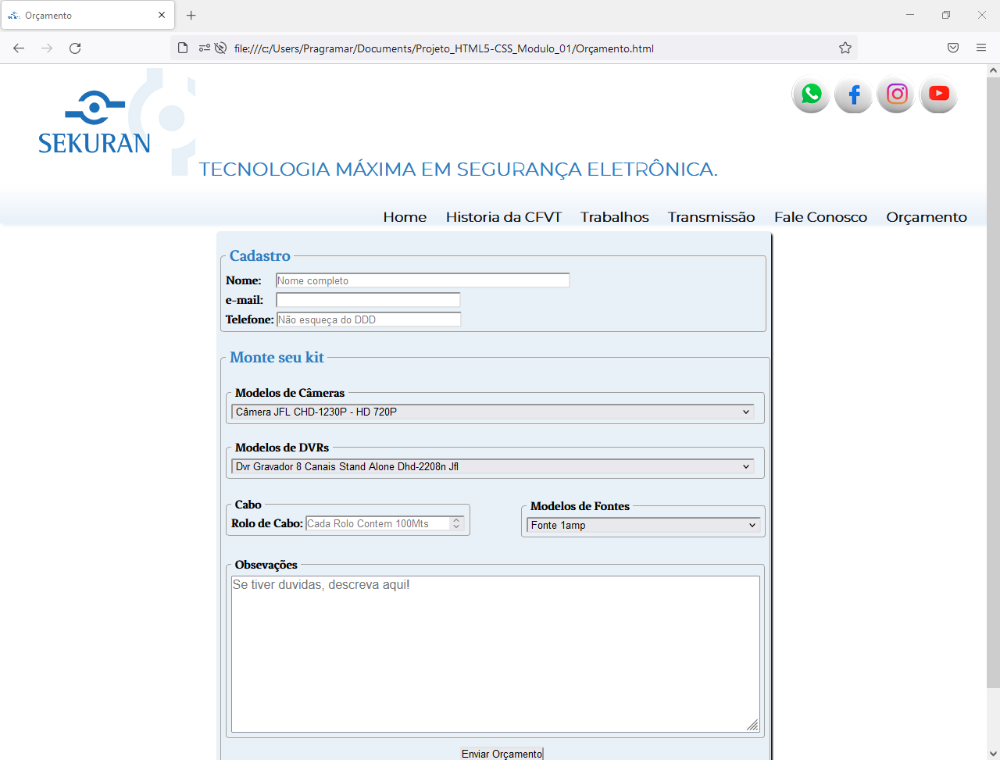 Orçamento
file:///c:/Users/Pragramar/Documents/Projeto_HTML5-CSS_Modulo_01/Orçamento.html
SEKURAN
TECNOLOGIA MÁXIMA EM SEGURANÇA ELETRÔNICA.
Home Historia da CFVT Trabalhos Transmissão Fale Conosco Orçamento
Cadastro
Nome: Nome completo
e-mail:
Telefone: Não esqueça do DDD
Monte seu kit
Modelos de Câmeras
Câmera JFL CHD-1230P - HD 720P
Modelos de DVRs
Dvr Gravador 8 Canais Stand Alone Dhd-2208n Jfl
Cabo
Rolo de Cabo: Cada Rolo Contem 100Mts
Modelos de Fontes
Fonte 1amp
Obsevações
Se tiver duvidas, descreva aqui!
Enviar Orçamento